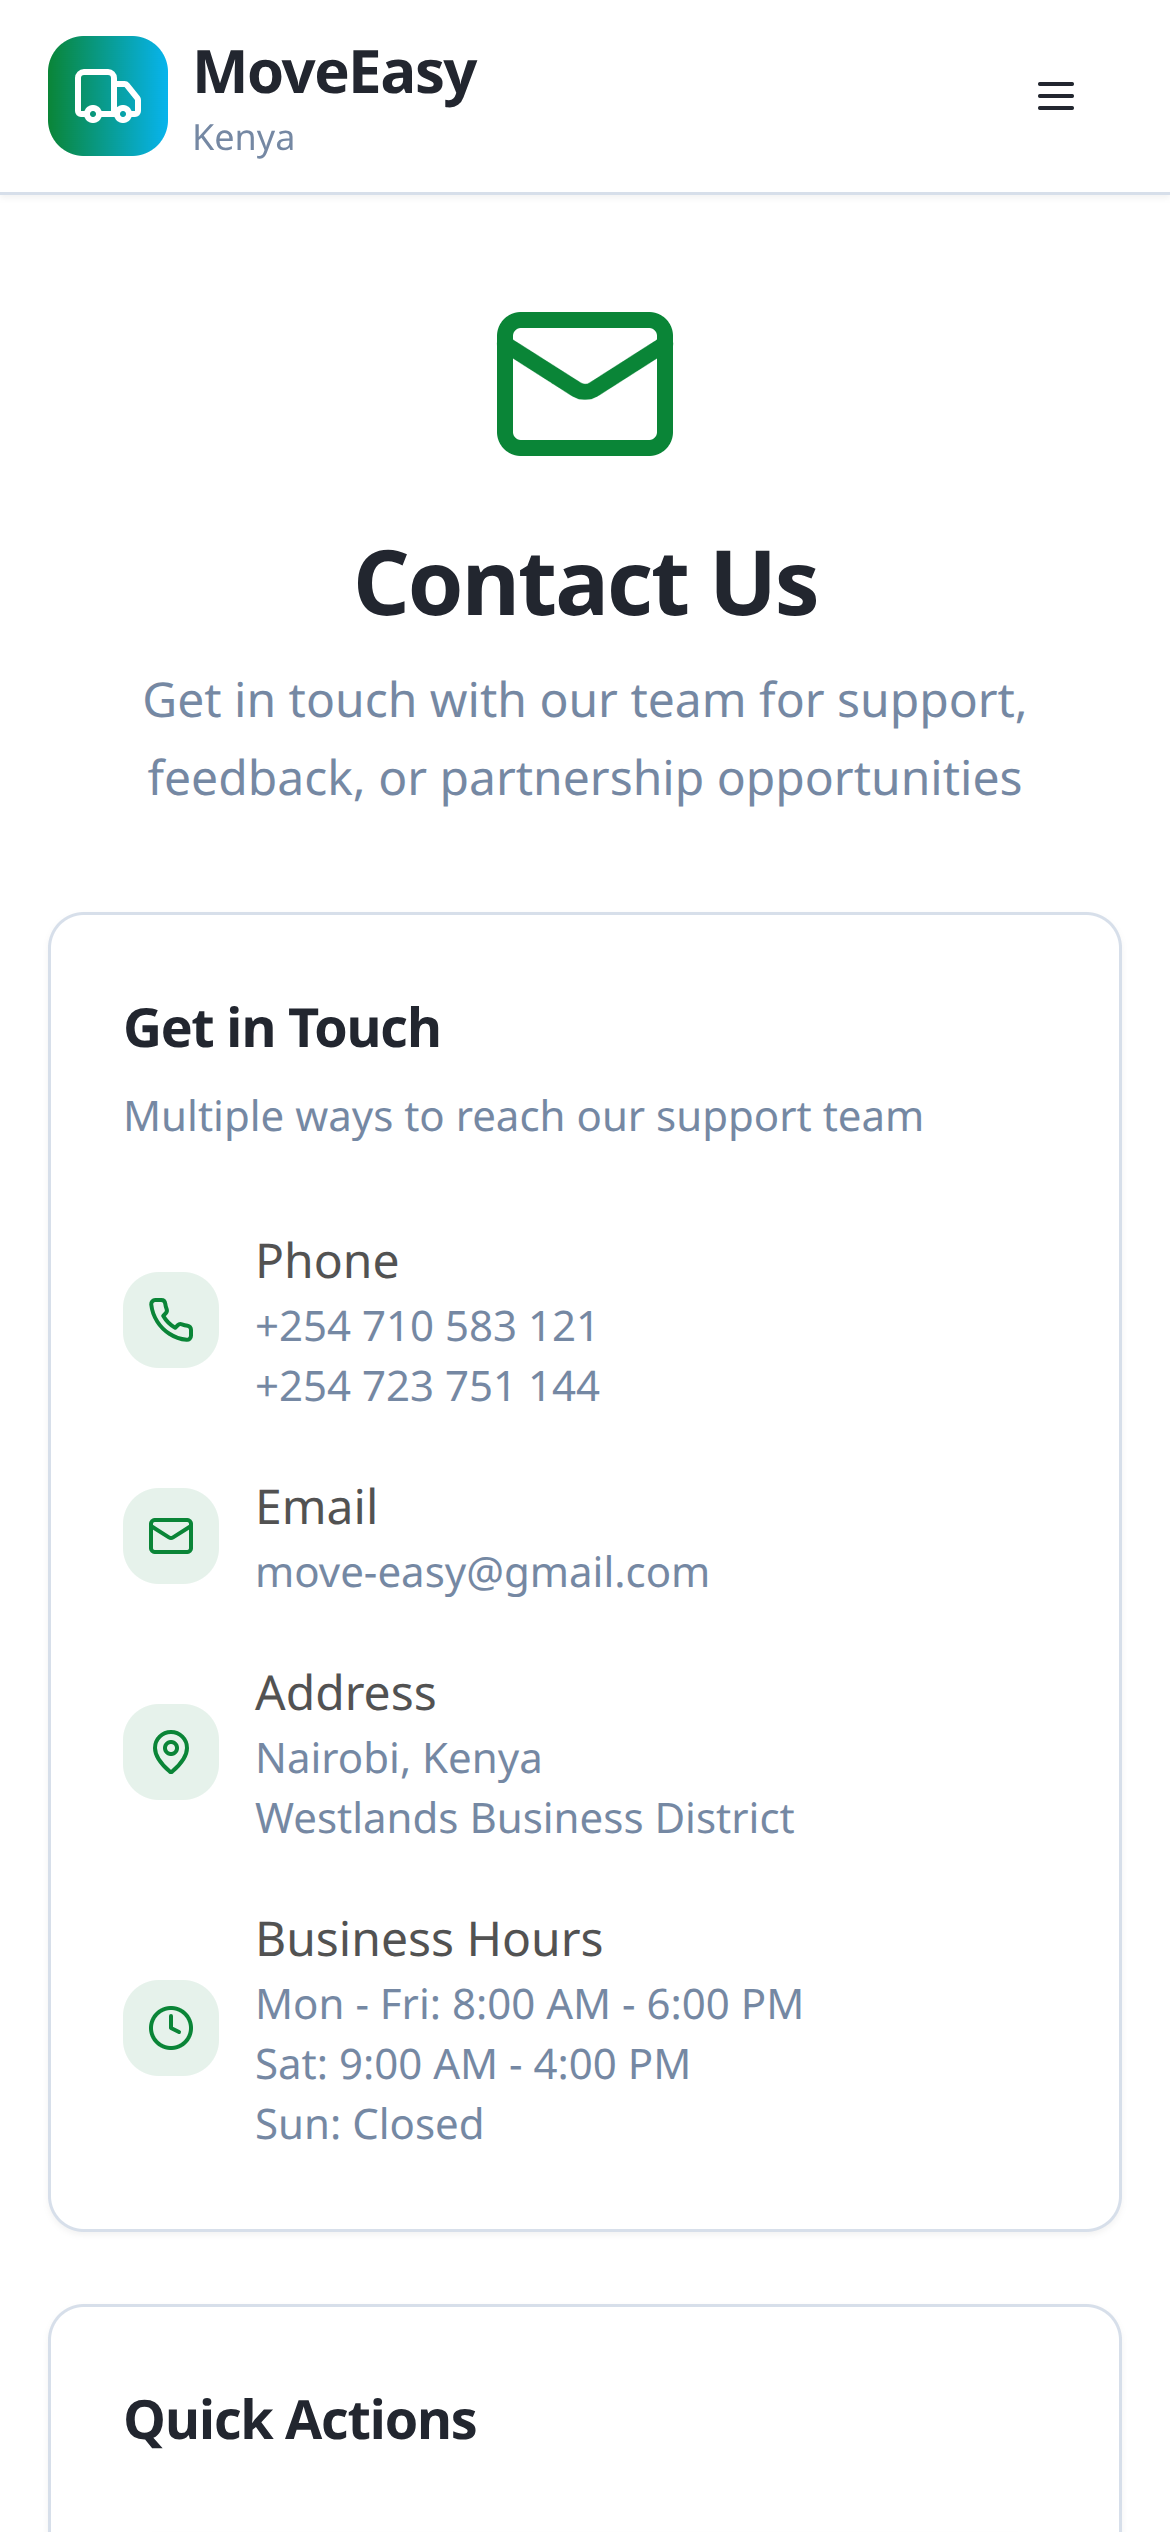 MoveEasy
Kenya
Contact Us
Get in touch with our team for support,
feedback, or partnership opportunities
Get in Touch
Multiple ways to reach our support team
Phone
+254 710 583 121
+254 723 751 144
Email
move-easy@gmail.com
Address
Nairobi, Kenya
Westlands Business District
Business Hours
Mon - Fri: 8:00 AM - 6:00 PM
Sat: 9:00 AM - 4:00 PM
Sun: Closed
Quick Actions